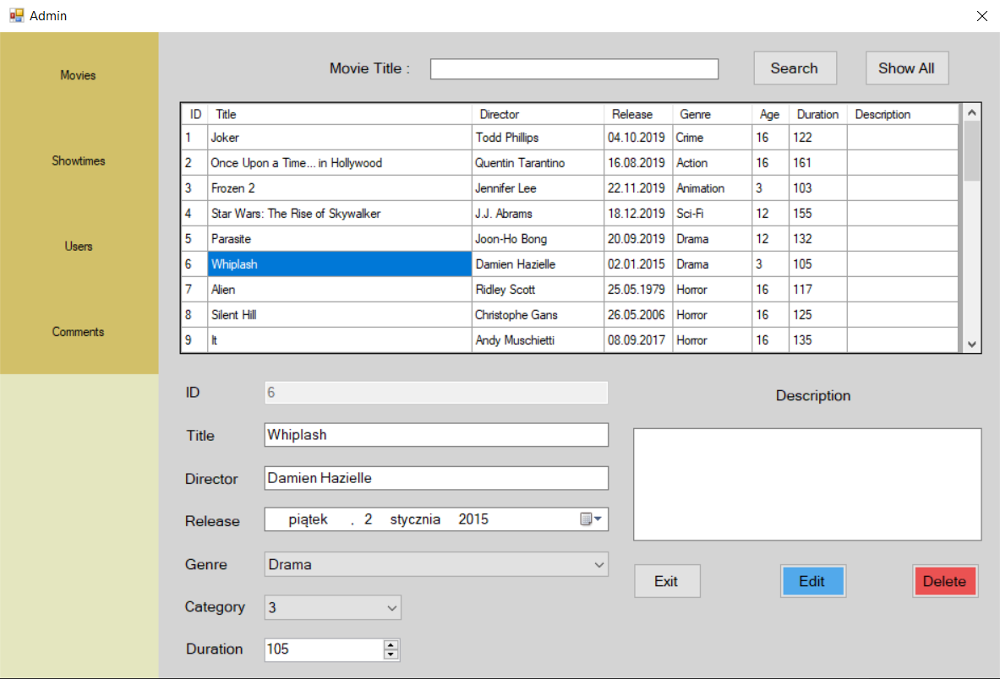 Admin
Movies
Showtimes
Users
Comments
Movie Title : Search Show All
ID Title Director Release Genre Age Duration Description
1 Joker Todd Phillips 04.10.2019 Crime 16 122
2 Once Upon a Time... in Hollywood Quentin Tarantino 16.08.2019 Action 16 161
3 Frozen 2 Jennifer Lee 22.11.2019 Animation 3 103
4 Star Wars: The Rise of Skywalker J.J. Abrams 18.12.2019 Sci-Fi 12 155
5 Parasite Joon-Ho Bong 20.09.2019 Drama 12 132
6 Whiplash Damien Hazielle 02.01.2015 Drama 3 105
7 Alien Ridley Scott 25.05.1979 Horror 16 117
8 Silent Hill Christophe Gans 26.05.2006 Horror 16 125
9 It Andy Muschietti 08.09.2017 Horror 16 135
ID 6
Title Whiplash
Director Damien Hazielle
Release piątek , 2 stycznia 2015
Genre Drama
Category 3
Duration 105
Description
Exit Edit Delete